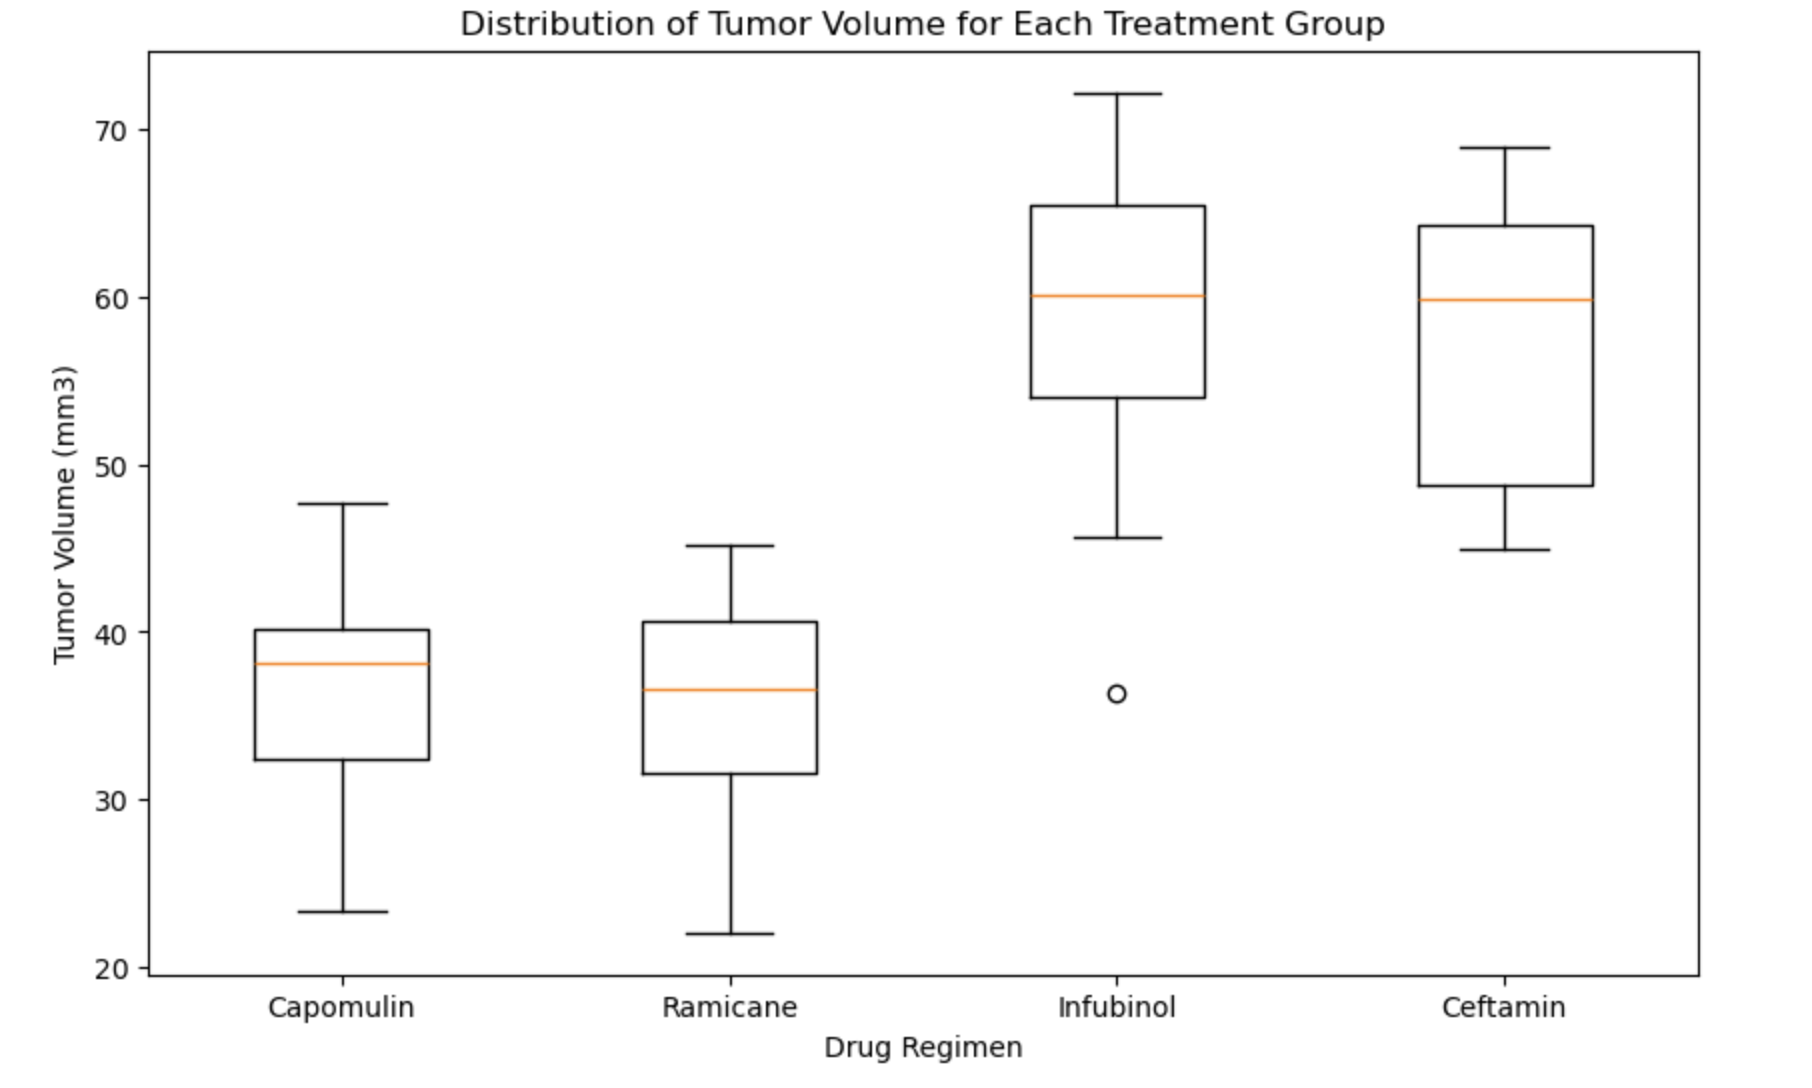 Distribution of Tumor Volume for Each Treatment Group
Tumor Volume (mm3)
70
60
50
40
30
20
Capomulin Ramicane Infubinol Ceftamin
Drug Regimen